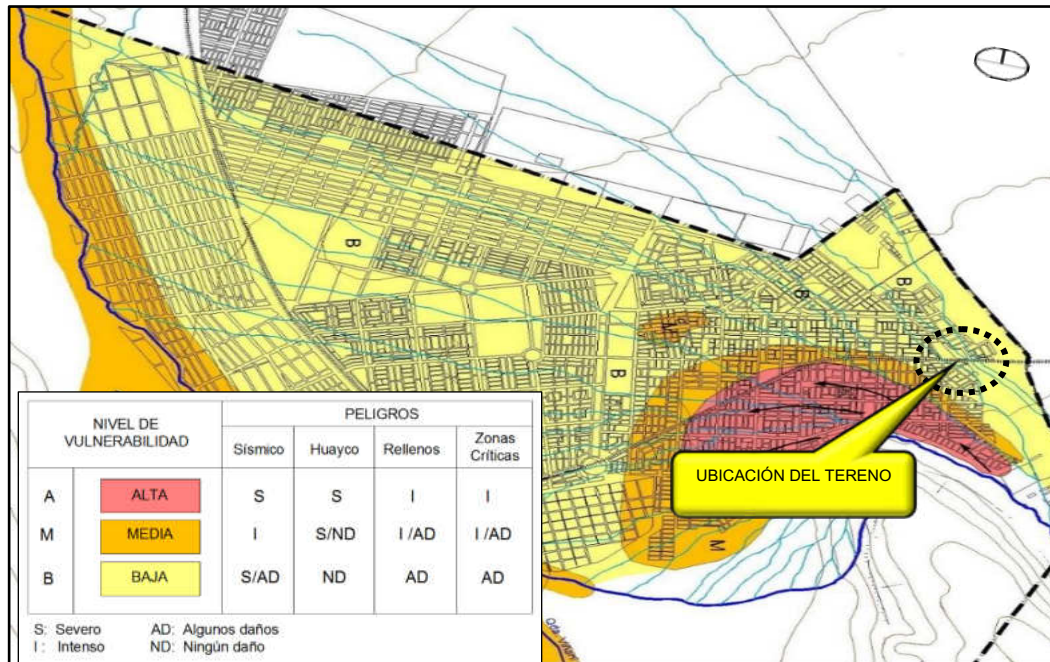 B
B
B
M
B
UBICACIÓN DEL TERENO
M
NIVEL DE VULNERABILIDAD
PELIGROS
Sísmico Huayco Rellenos Zonas Críticas
A ALTA S S I I
M MEDIA I S/ND I /AD I /AD
B BAJA S/AD ND AD AD
S: Severo AD: Algunos daños
I : Intenso ND: Ningún daño